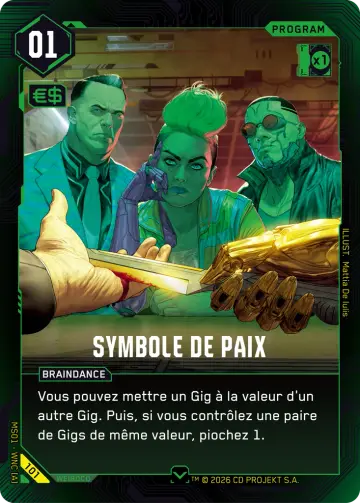 01
PROGRAM
x1
€$
ILLUST. Mattia De Iulis
SYMBOLE DE PAIX
BRAINDANCE
Vous pouvez mettre un Gig à la valeur d'un
autre Gig. Puis, si vous contrôlez une paire
de Gigs de même valeur, piochez 1.
101
™ © 2026 CD PROJEKT S.A.